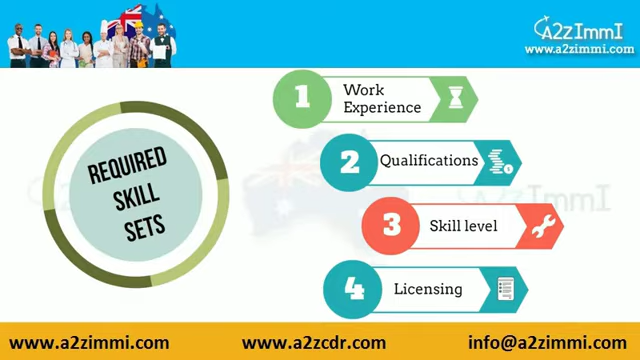 A2zImmI
www.a2zimmi.com
REQUIRED
SKILL
SETS
1
Work
Experience
2
Qualifications
3
Skill level
4
Licensing
A2zImmI
www.a2zimmi.com
www.a2zcdr.com
info@a2zimmi.com